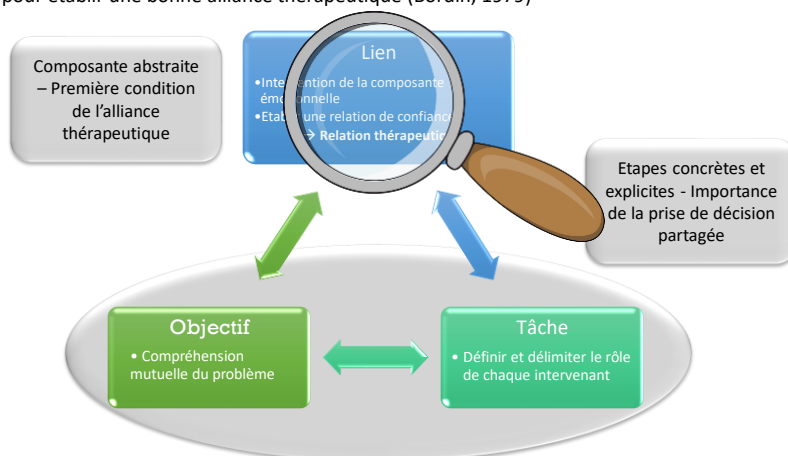 pour établir une bonne alliance thérapeutique (Bordin, 1979)
Lien
•Intervention de la composante
émotionnelle
•Etablir une relation de confiance
→ Relation thérapeutique
Composante abstraite
– Première condition
de l'alliance
thérapeutique
Etapes concrètes et
explicites - Importance
de la prise de décision
partagée
Objectif
• Compréhension
mutuelle du problème
Tâche
• Définir et délimiter le rôle
de chaque intervenant